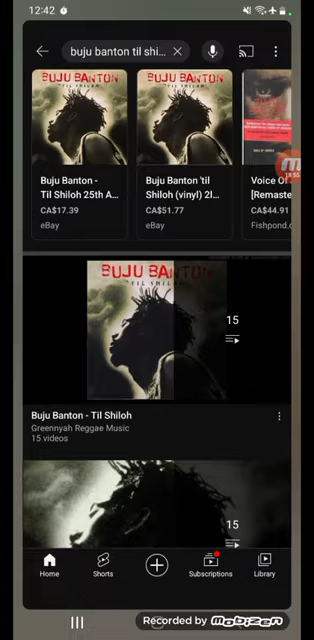 12:42
buju banton til shi...
BUJU BANTON
'TIL SHILOH
BUJU BANTON
'TIL SHILOH
Buju Banton -
Til Shiloh 25th A...
CA$17.39
eBay
Buju Banton 'til
Shiloh (vinyl) 2l...
CA$51.77
eBay
Voice Of
[Remaste
CA$44.91
Fishpond.c
18:55
BUJU BANTON
'TIL SHILOH
15
Buju Banton - Til Shiloh
Greennyah Reggae Music
15 videos
15
Home
Shorts
Subscriptions
Library
Recorded by Mobizen